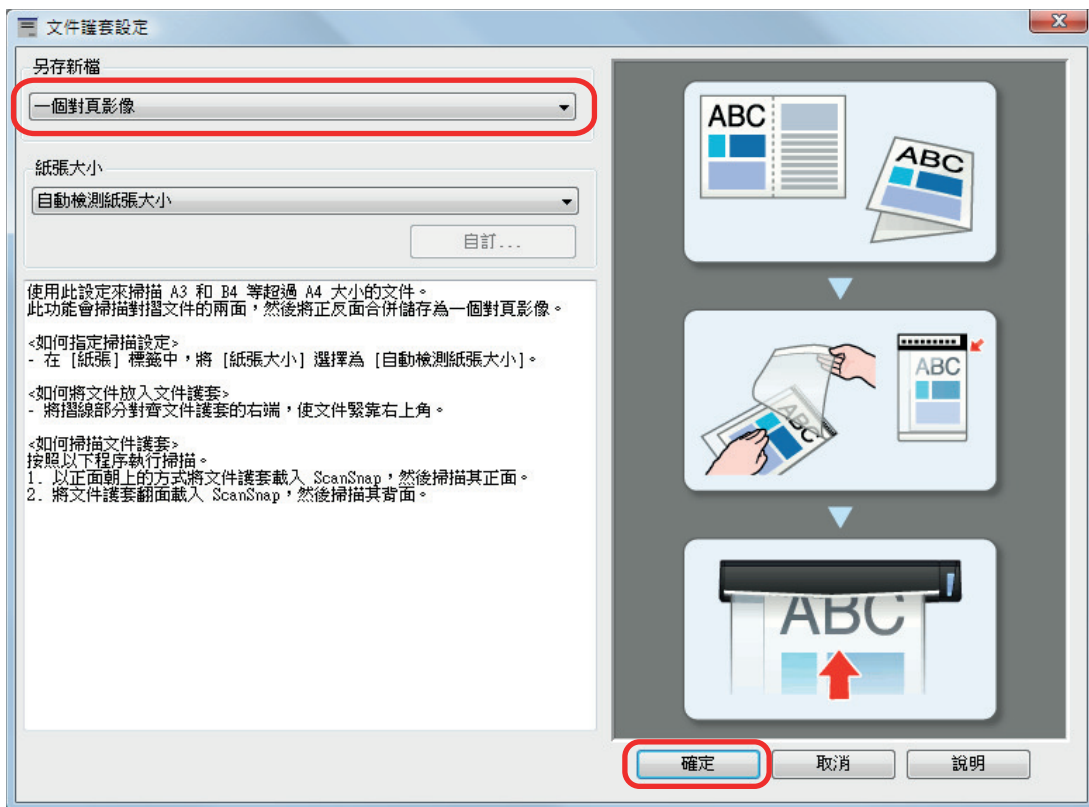 文件護套設定
另存新檔
一個對頁影像
紙張大小
自動檢測紙張大小
自訂...
使用此設定來掃描 A3 和 B4 等超過 A4 大小的文件。
此功能會掃描對摺文件的兩面，然後將正反面合併儲存為一個對頁影像。
<如何指定掃描設定>
- 在 [紙張] 標籤中，將 [紙張大小] 選擇為 [自動檢測紙張大小]。
<如何將文件放入文件護套>
- 將摺線部分對齊文件護套的右端，使文件緊靠右上角。
<如何掃描文件護套>
按照以下程序執行掃描。
1. 以正面朝上的方式將文件護套載入 ScanSnap，然後掃描其正面。
2. 將文件護套翻面載入 ScanSnap，然後掃描其背面。
ABC
ABC
ABC
ABC
ABC
確定
取消
說明